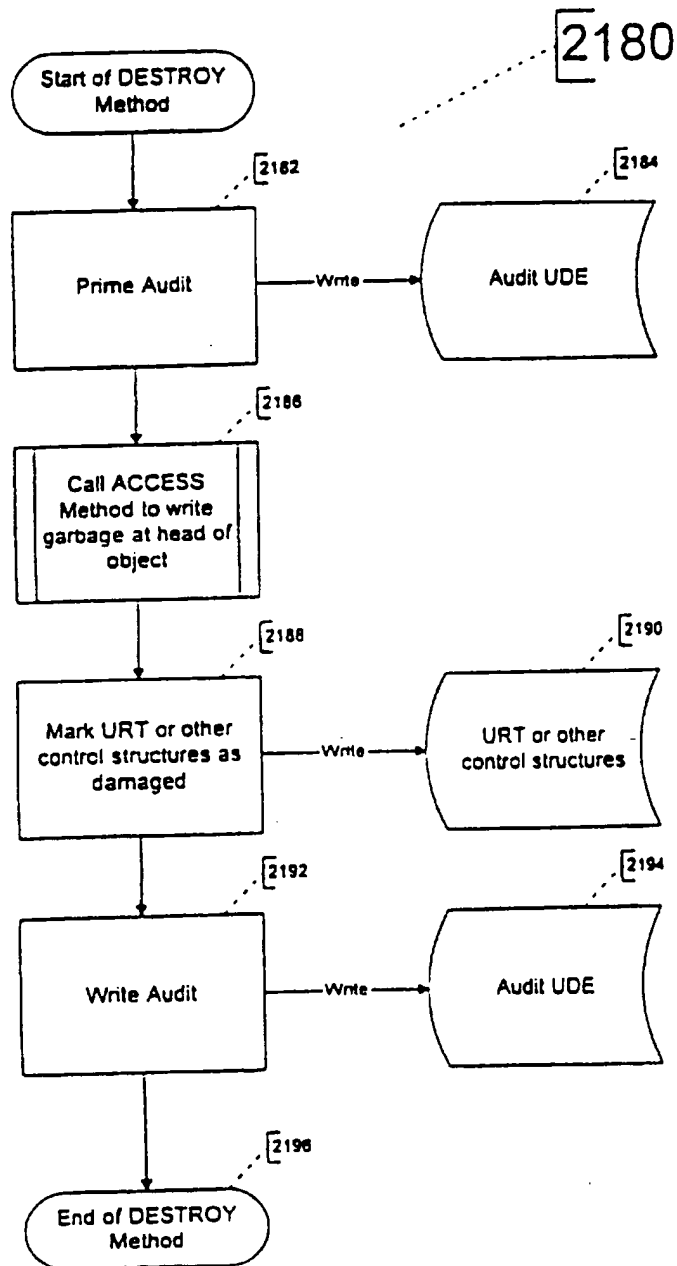 2180
Start of DESTROY
Method
2182
2184
Prime Audit
Write
Audit UDE
2186
Call ACCESS
Method to write
garbage at head of
object
2188
2190
Mark URT or other
control structures as
damaged
Write
URT or other
control structures
2192
2194
Write Audit
Write
Audit UDE
2196
End of DESTROY
Method